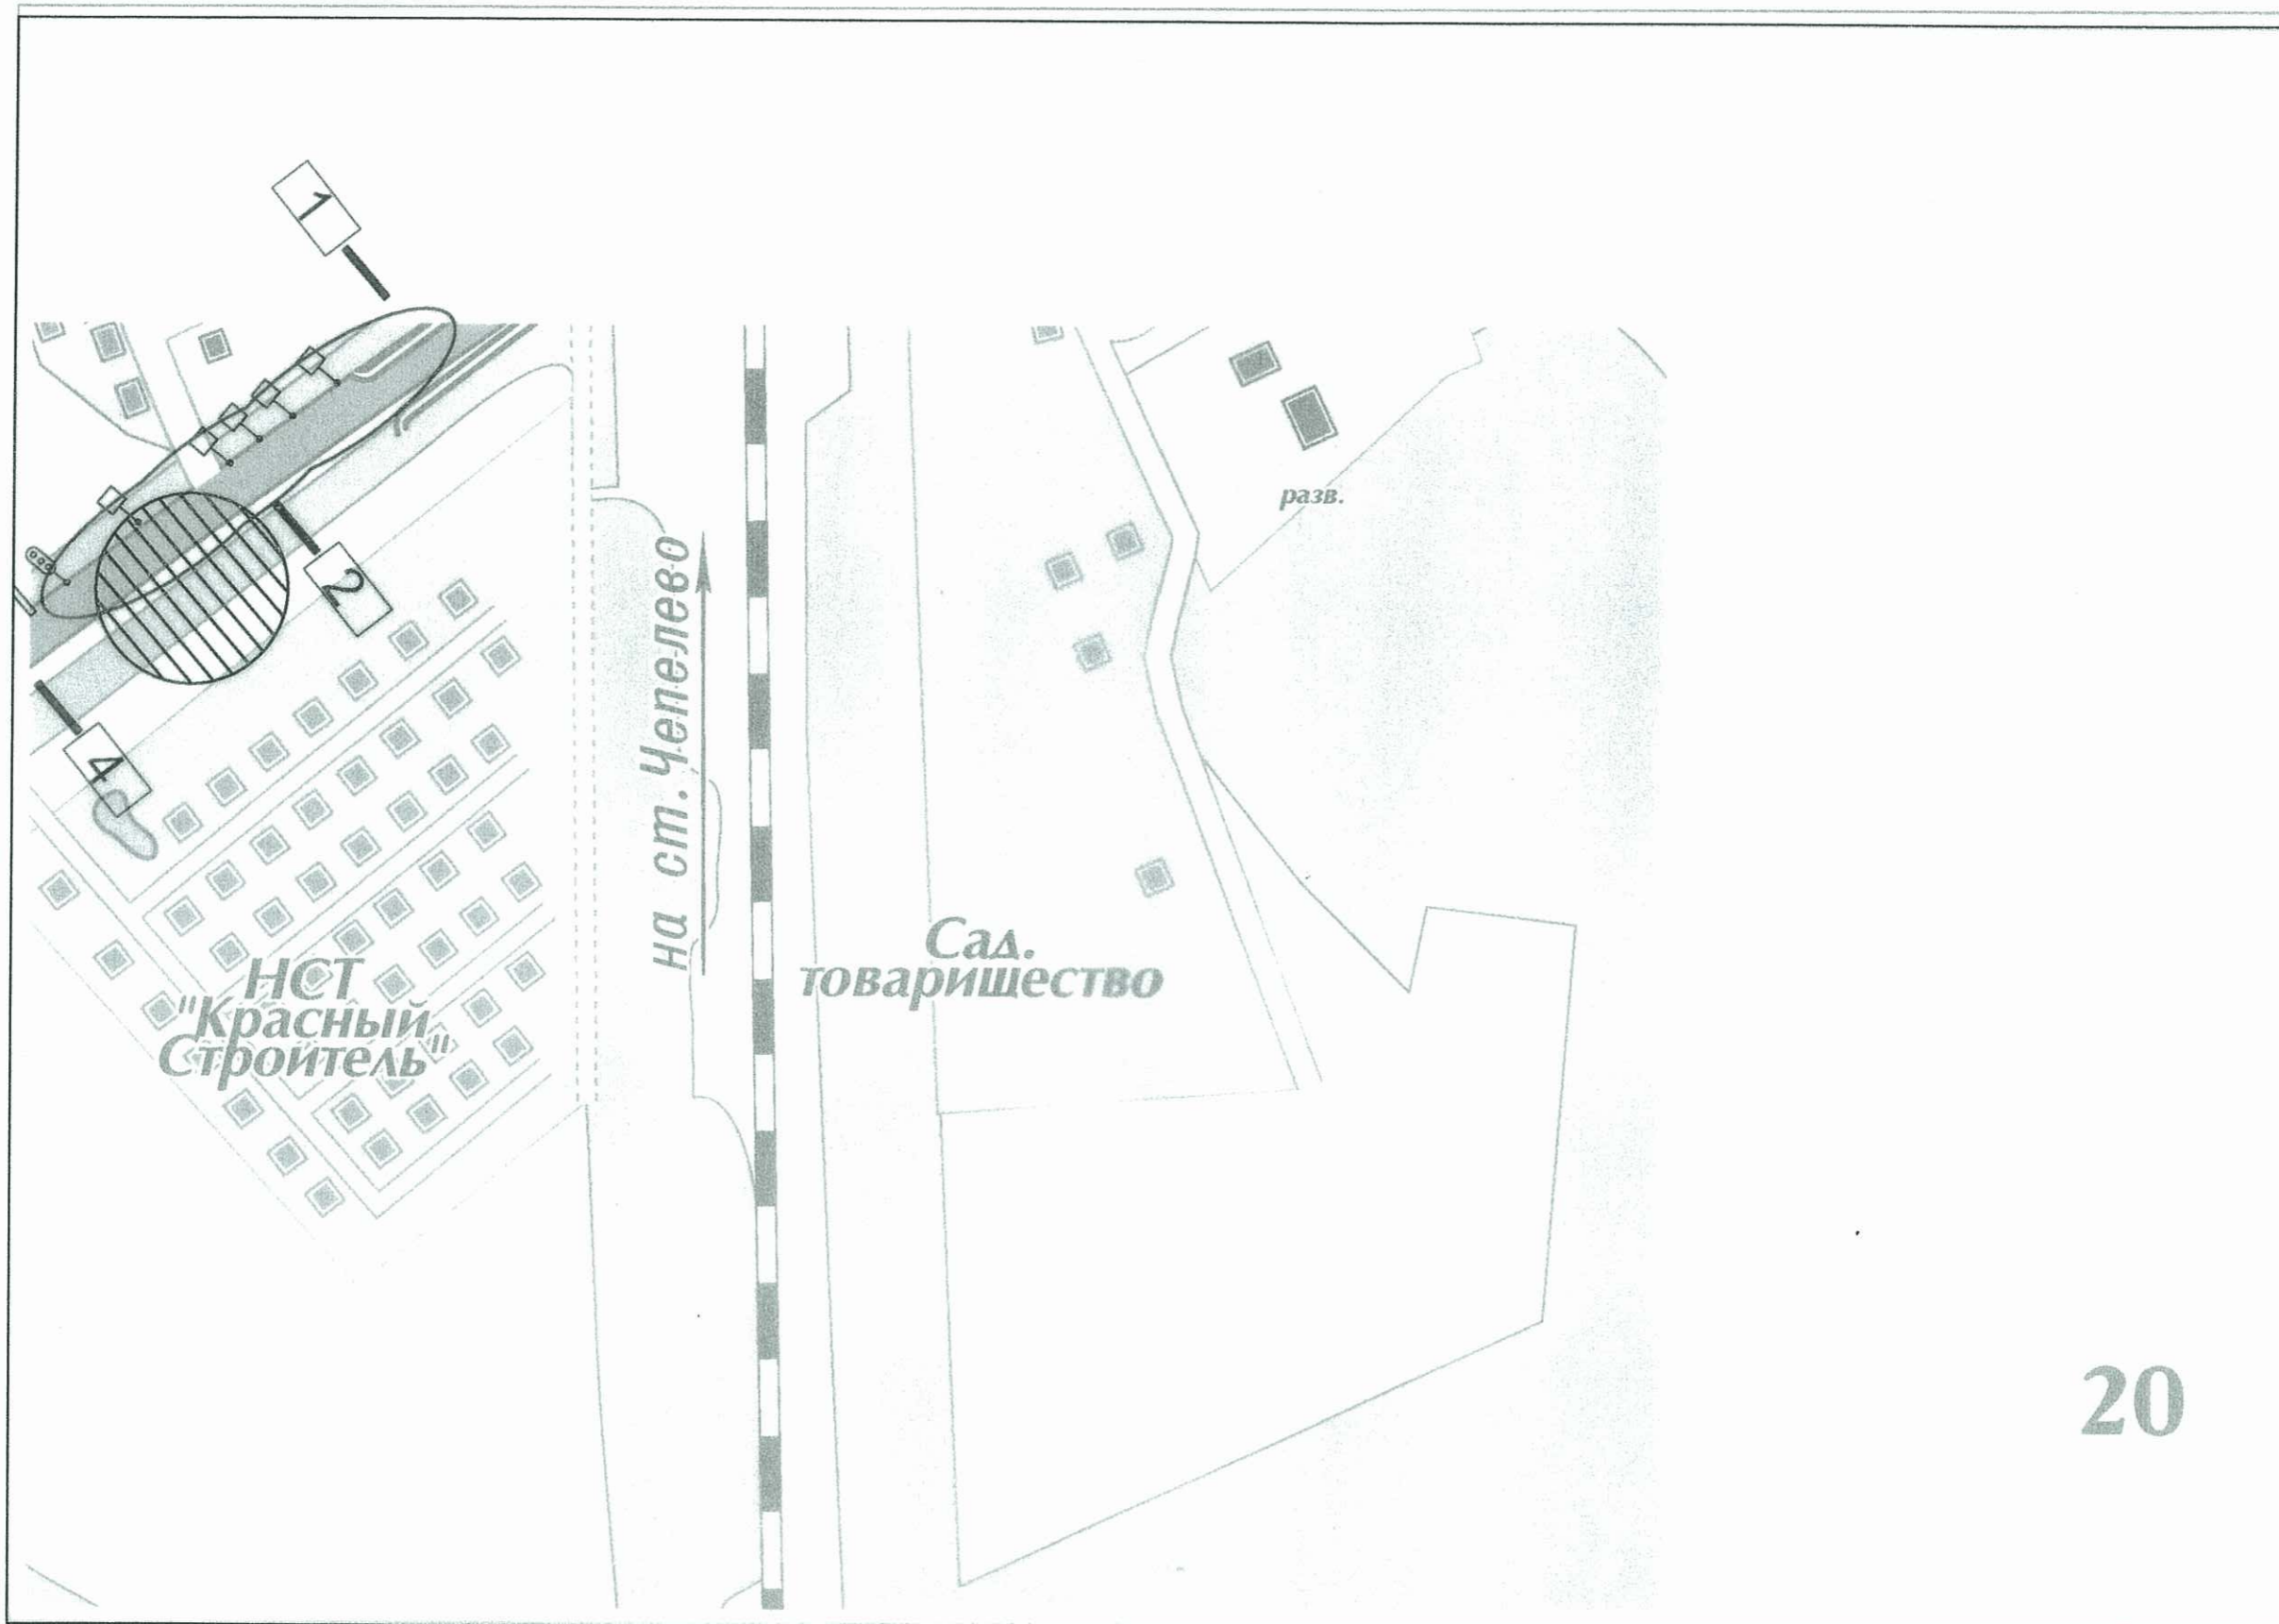 1
2
4
на ст. Чепелево
разв.
Сад.
товарищество
НСТ
"Красный
Строитель"
20